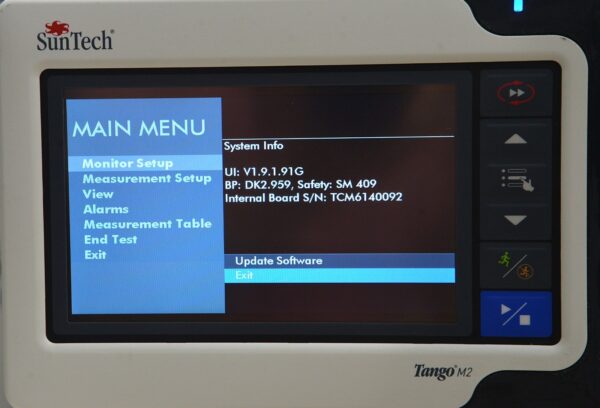 SunTech®
MAIN MENU
Monitor Setup
Measurement Setup
View
Alarms
Measurement Table
End Test
Exit
System Info
UI: V1.9.1.91G
BP: DK2.959, Safety: SM 409
Internal Board S/N: TCM6140092
Update Software
Exit
Tango® M2